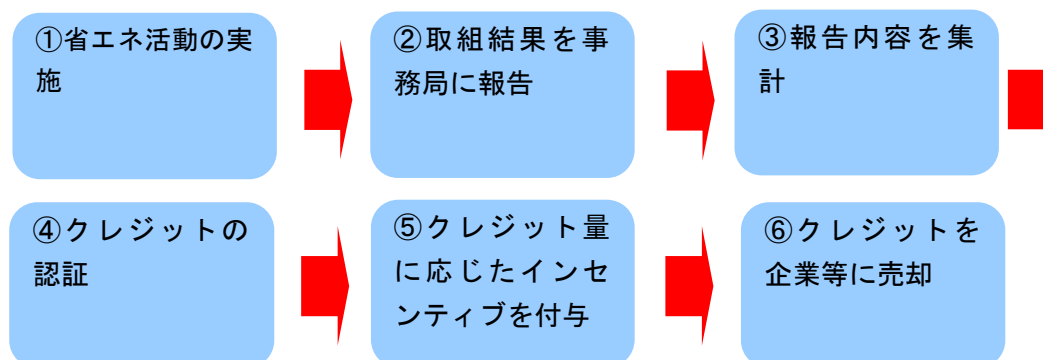 ①省エネ活動の実
施
②取組結果を事
務局に報告
③報告内容を集
計
④クレジットの
認証
⑤クレジット量
に応じたインセ
ンティブを付与
⑥クレジットを
企業等に売却